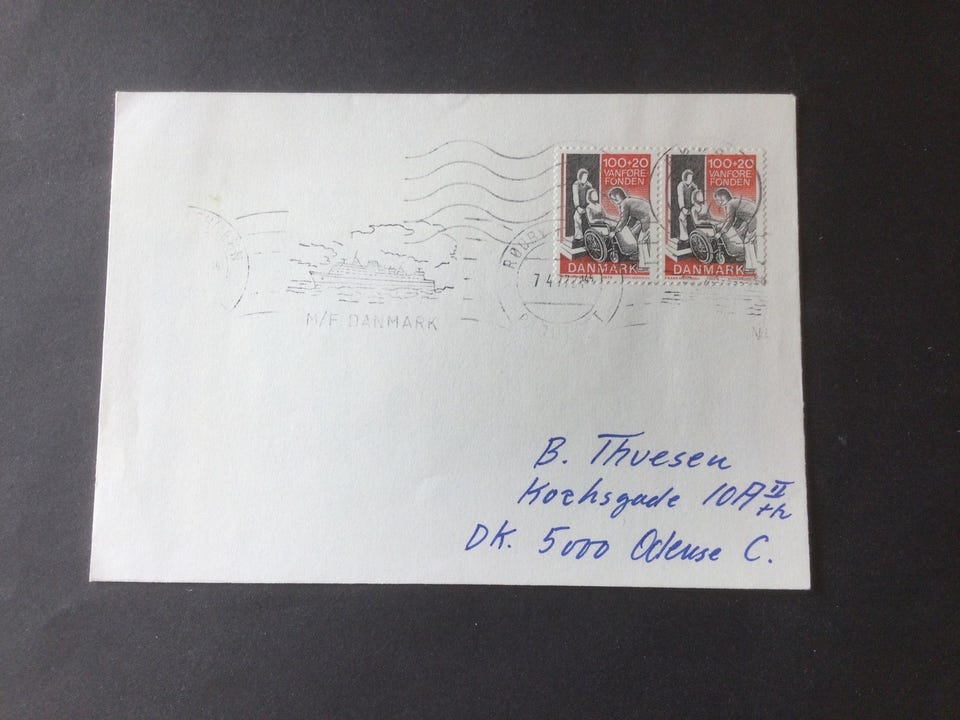 100+20
VANFØRE
FONDEN
DANMARK
100+20
VANFØRE
FONDEN
DANMARK
M/F DANMARK
B. Thuesen
Kochsgade 10A II
th
DK. 5000 Odense C.